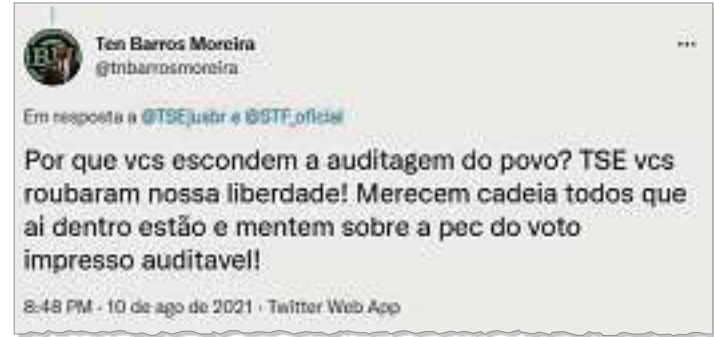 Ten Barros Moreira
@tnbarrosmoreira
Em resposta a @TSEjusbr e @STF_oficial
Por que vcs escondem a auditagem do povo? TSE vcs
roubaram nossa liberdade! Merecem cadeia todos que
ai dentro estão e mentem sobre a pec do voto
impresso auditavel!
8:48 PM · 10 de ago de 2021 · Twitter Web App